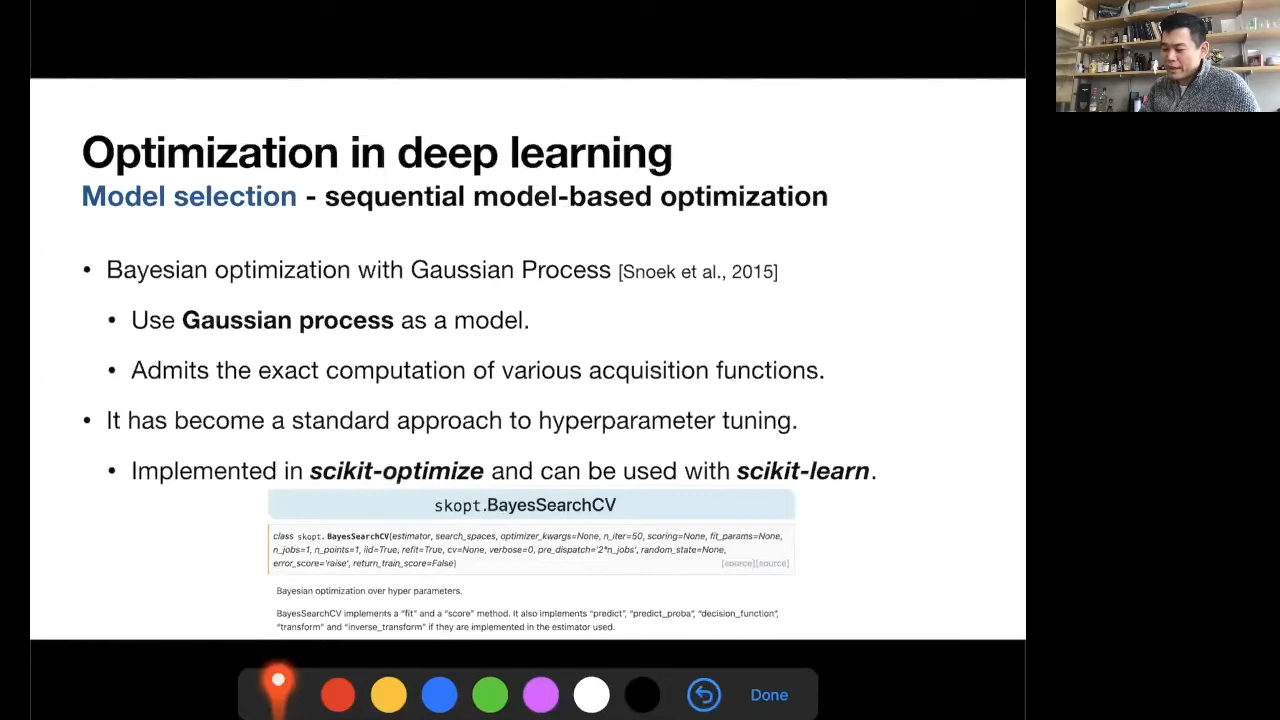 Optimization in deep learning
Model selection - sequential model-based optimization
• Bayesian optimization with Gaussian Process [Snoek et al., 2015]
• Use Gaussian process as a model.
• Admits the exact computation of various acquisition functions.
• It has become a standard approach to hyperparameter tuning.
• Implemented in scikit-optimize and can be used with scikit-learn.
skopt.BayesSearchCV
class skopt.BayesSearchCV(estimator, search_spaces, optimizer_kwargs=None, n_iter=50, scoring=None, fit_params=None,
n_jobs=1, n_points=1, iid=True, refit=True, cv=None, verbose=0, pre_dispatch='2*n_jobs', random_state=None,
error_score='raise', return_train_score=False) [source][source]
Bayesian optimization over hyper parameters.
BayesSearchCV implements a “fit” and a “score” method. It also implements “predict”, “predict_proba”, “decision_function”,
“transform” and “inverse_transform” if they are implemented in the estimator used.
Done